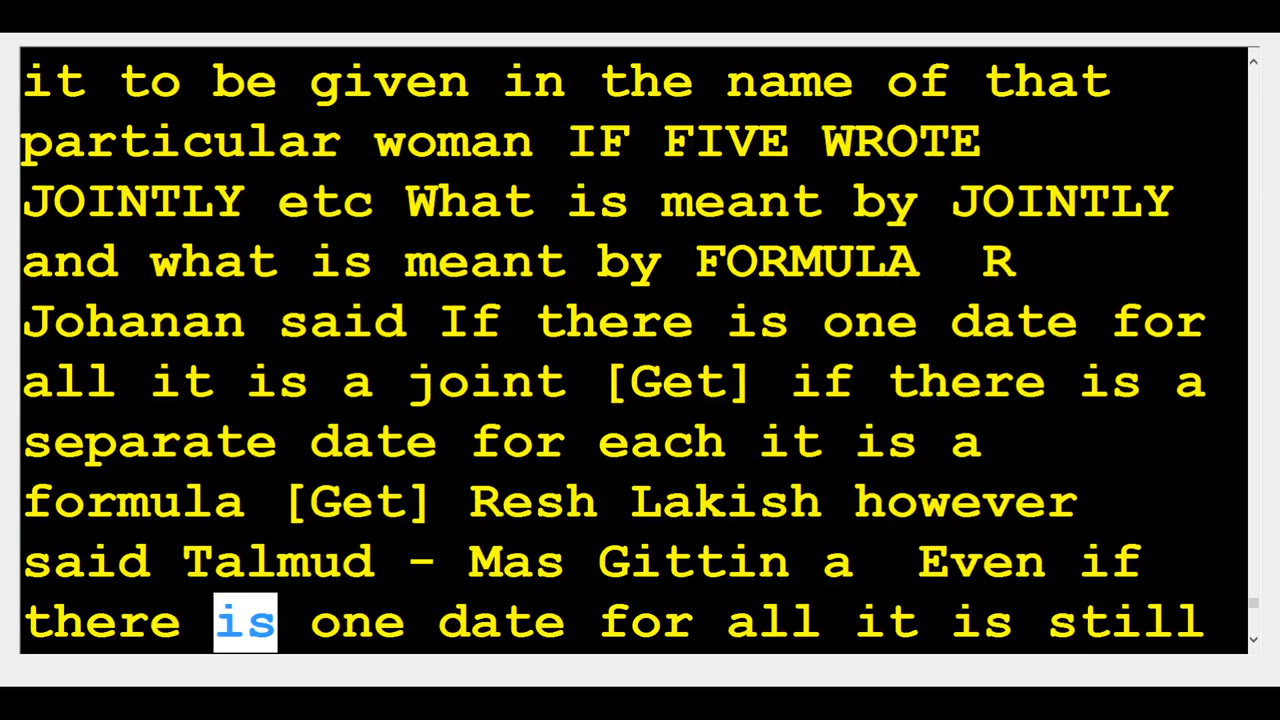 it to be given in the name of that
particular woman IF FIVE WROTE
JOINTLY etc What is meant by JOINTLY
and what is meant by FORMULA  R
Johanan said If there is one date for
all it is a joint [Get] if there is a
separate date for each it is a
formula [Get] Resh Lakish however
said Talmud - Mas Gittin a  Even if
there is one date for all it is still